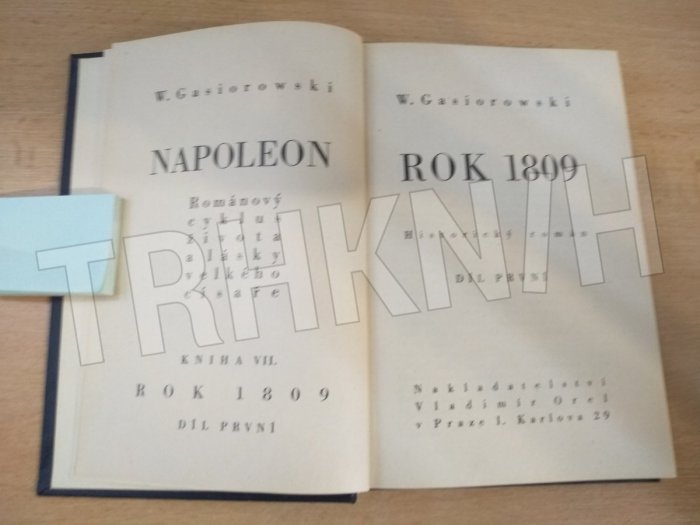 W. Gasiorowski
NAPOLEON
Románový
cyklus
života
a lásky
velkého
císaře
KNIHA VII.
ROK 1809
DÍL PRVNÍ
W. Gasiorowski
ROK 1809
Historický román
DÍL PRVNÍ
Nakladatelství
Vladimír Orel
v Praze I. Karlova 29
TRHKNIH